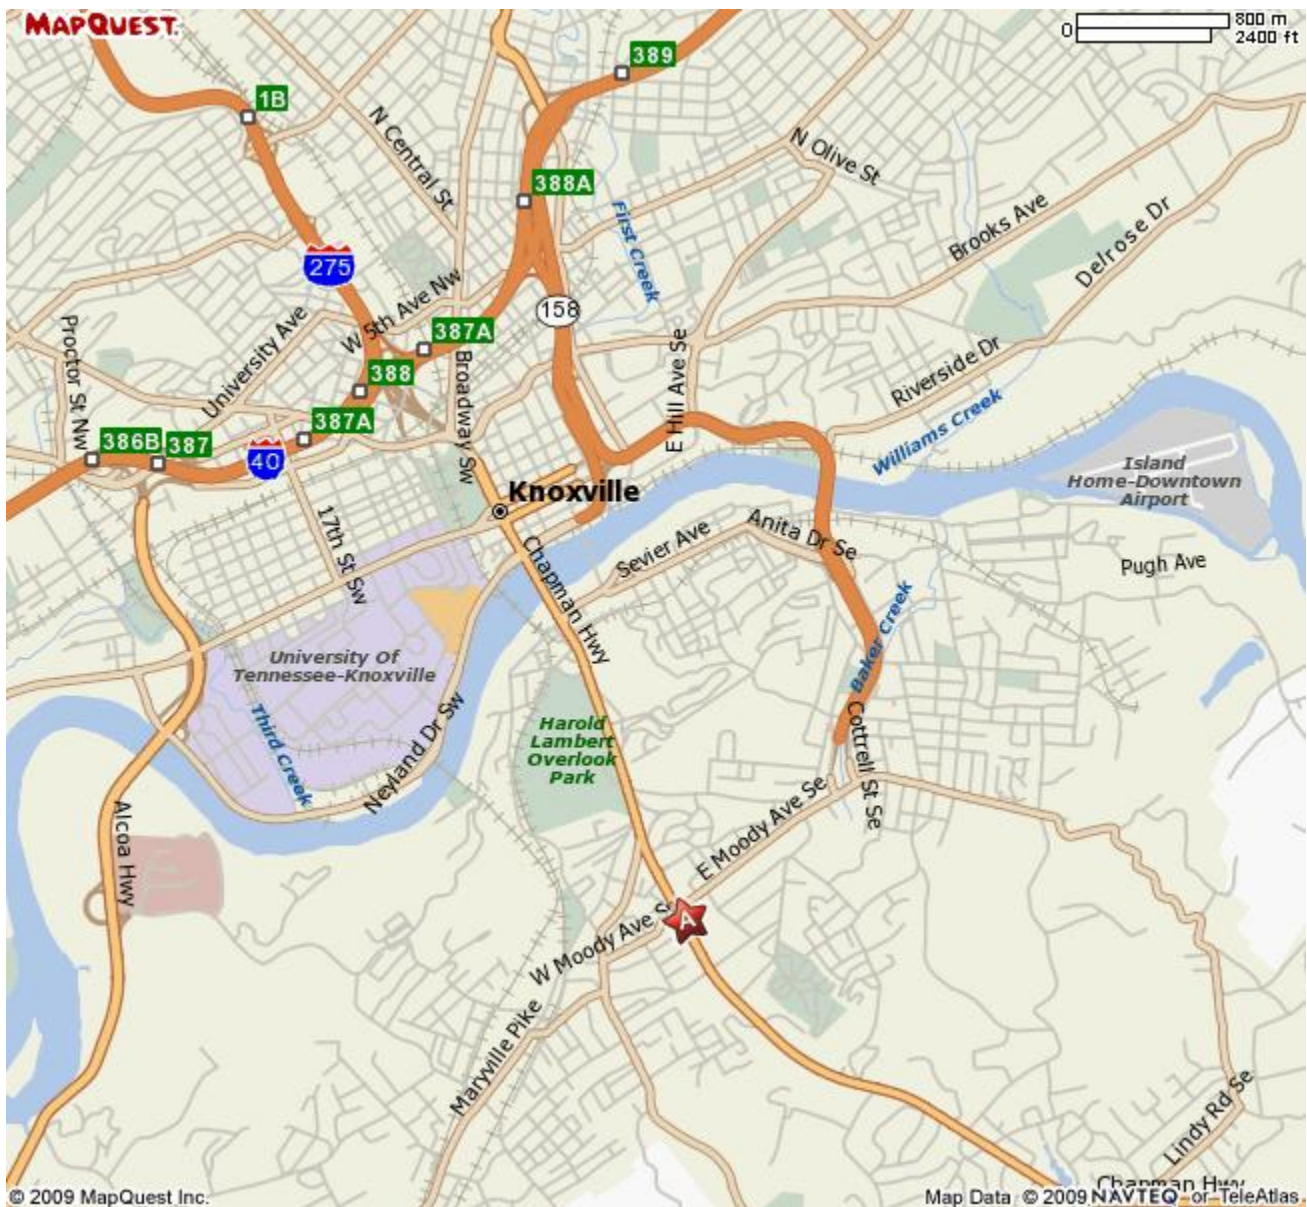 MAPQUEST.
800 m
0
2400 ft
389
1B
N Central St
N Olive St
388A
First Creek
Brooks Ave
Delrose Dr
275
W 5th Ave Nw
158
University Ave
Proctor St Nw
387A
Broadway Sw
E Hill Ave Se
Riverside Dr
388
387A
Williams Creek
386B
387
40
Island
Home-Downtown
Airport
Knoxville
17th St Sw
Chapman Hwy
Sevier Ave
Anita Dr Se
Pugh Ave
Baker Creek
University Of
Tennessee-Knoxville
Third Creek
Neyland Dr Sw
Harold
Lambert
Overlook
Park
Cottrell St Se
Alcoa Hwy
E Moody Ave Se
A
W Moody Ave S
Maryville Pike
Lindy Rd Se
Chapman Hwy
© 2009 MapQuest Inc.
Map Data © 2009 NAVTEQ or TeleAtlas